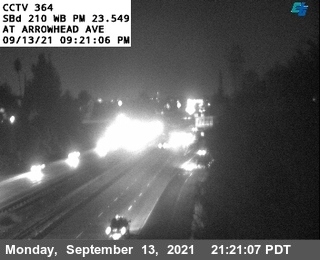 CCTV 364
SBd 210 WB PM 23.549
AT ARROWHEAD AVE
09/13/21 09:21:06 PM
Monday, September 13, 2021 21:21:07 PDT